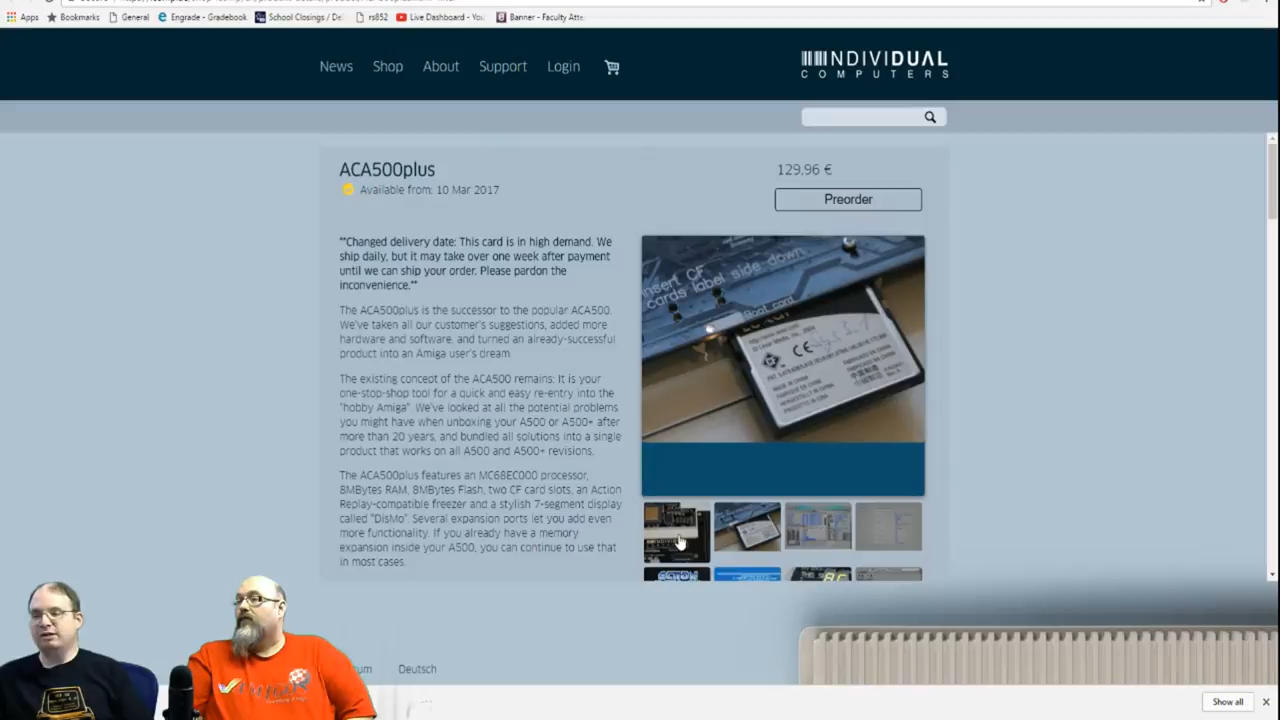 Apps Bookmarks General Engrade - Gradebook School Closings / De rs852 Live Dashboard - You Banner - Faculty Atte
News Shop About Support Login
INDIVIDUAL
COMPUTERS
ACA500plus
129,96 €
Available from: 10 Mar 2017
Preorder
**Changed delivery date: This card is in high demand. We
ship daily, but it may take over one week after payment
until we can ship your order. Please pardon the
inconvenience.**
The ACA500plus is the successor to the popular ACA500.
We've taken all our customer's suggestions, added more
hardware and software, and turned an already-successful
product into an Amiga user's dream
The existing concept of the ACA500 remains: It is your
one-stop-shop tool for a quick and easy re-entry into the
"hobby Amiga". We've looked at all the potential problems
you might have when unboxing your A500 or A500+ after
more than 20 years, and bundled all solutions into a single
product that works on all A500 and A500+ revisions.
The ACA500plus features an MC68EC000 processor,
8MBytes RAM, 8MBytes Flash, two CF card slots, an Action
Replay-compatible freezer and a stylish 7-segment display
called "DisMo". Several expansion ports let you add even
more functionality. If you already have a memory
expansion inside your A500, you can continue to use that
in most cases.
insert CF
cards label side down
Boot card
CE
MADE IN CHINA
Deutsch
Show all